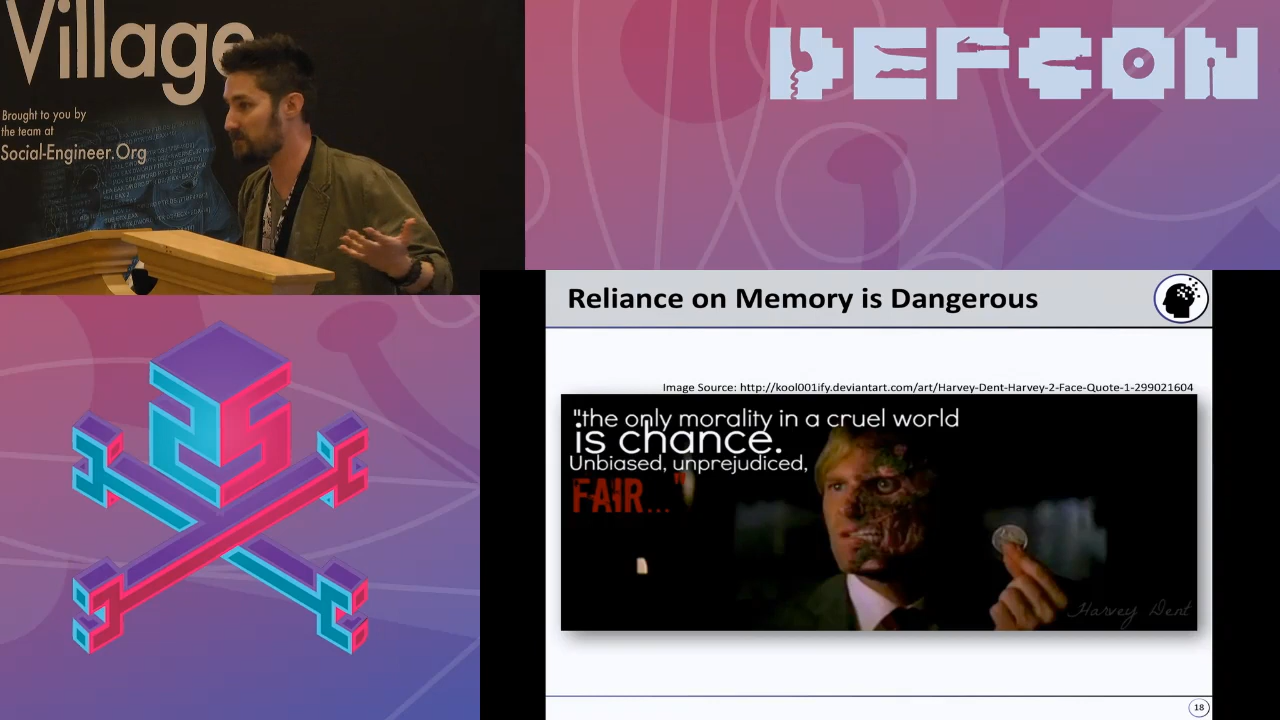 Village
Brought to you by
the team at
Social-Engineer.Org
DEFCON
25
Reliance on Memory is Dangerous
Image Source: http://kool001ify.deviantart.com/art/Harvey-Dent-Harvey-2-Face-Quote-1-299021604
"the only morality in a cruel world
is chance.
Unbiased, unprejudiced,
FAIR..."
Harvey Dent
18